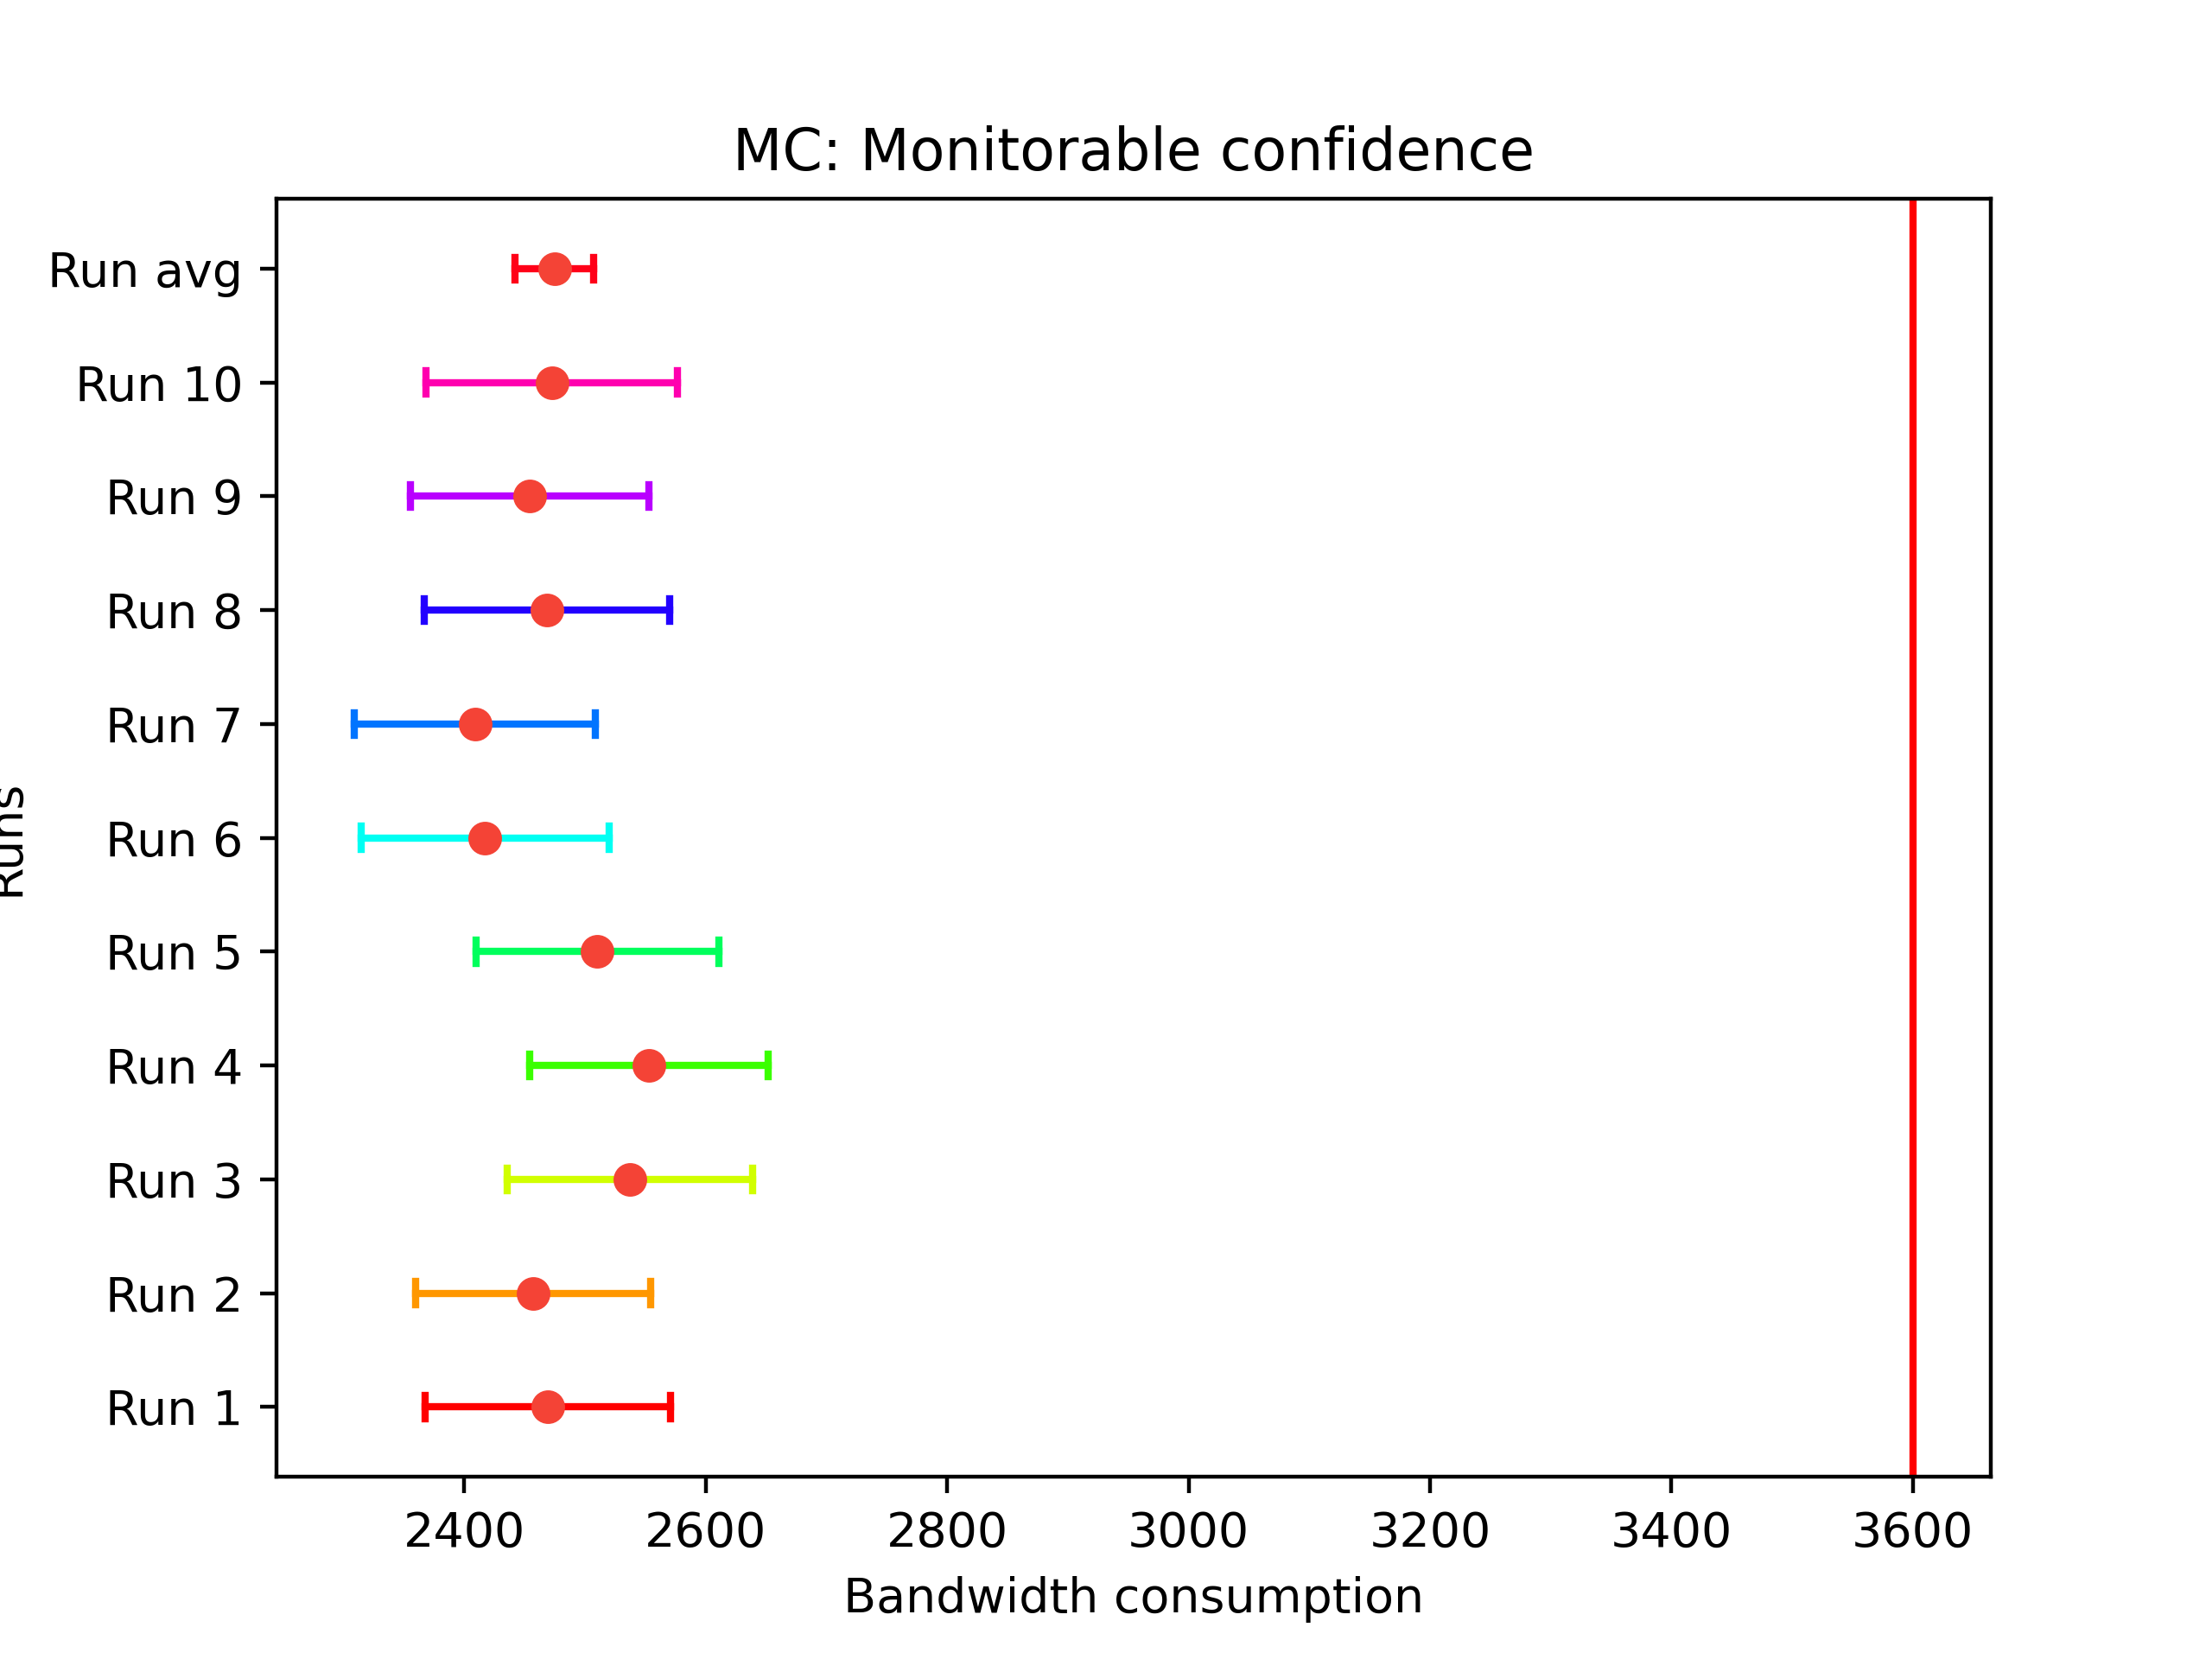 MC: Monitorable confidence
Run avg
Run 10
Run 9
Run 8
Run 7
Run 6
Run 5
Run 4
Run 3
Run 2
Run 1
Runs
2400 2600 2800 3000 3200 3400 3600
Bandwidth consumption